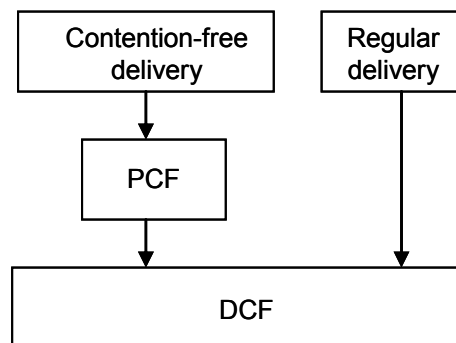 Contention-free
delivery
Regular
delivery
PCF
DCF